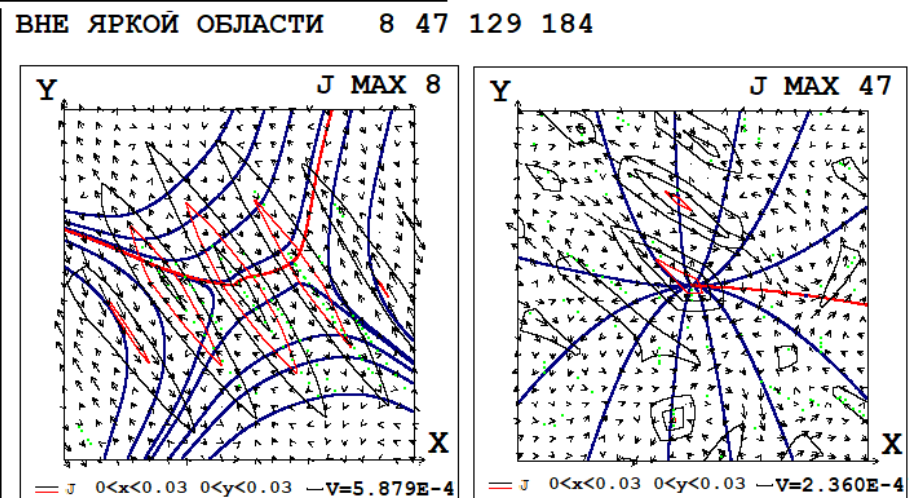 ВНЕ ЯРКОЙ ОБЛАСТИ 8 47 129 184
Y J MAX 8
X
J 0<x<0.03 0<y<0.03 V=5.879E-4
Y J MAX 47
X
J 0<x<0.03 0<y<0.03 V=2.360E-4